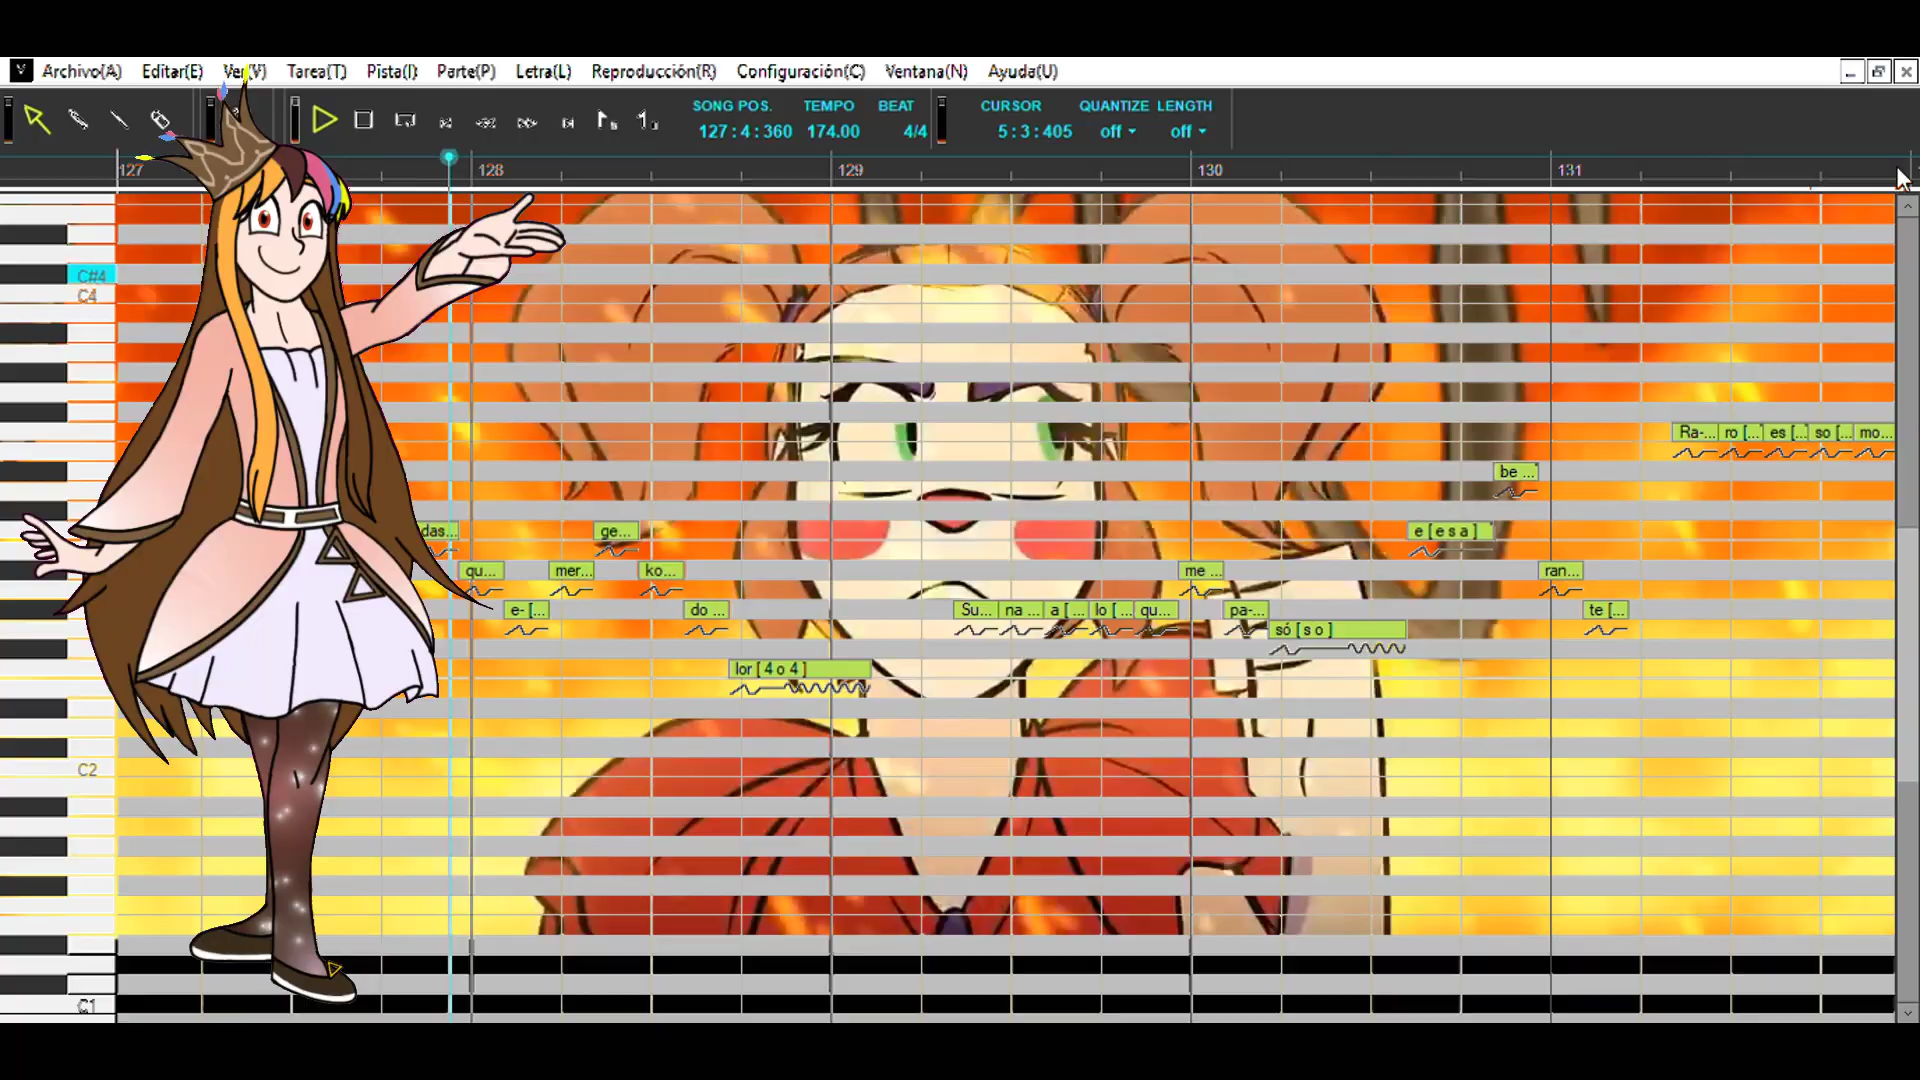 Archivo(A) Editar(E) Ver(V) Tarea(T) Pista(I) Parte(P) Letra(L) Reproducción(R) Configuración(C) Ventana(N) Ayuda(U)
SONG POS. TEMPO BEAT CURSOR QUANTIZE LENGTH
127 : 4 : 360 174.00 4/4 5 : 3 : 405 off off
127 128 129 130 131
C#4
C4
Ra-... ro [... es [... so [... mo...
be ...
das... ge... e [ e s a ]
qu... mer... ko... me ... ran...
e- [... do ... Su... na ... a [ ... lo [ ... qu... pa-... te [...
só [ s o ]
lor [ 4 o 4 ]
C2
C1